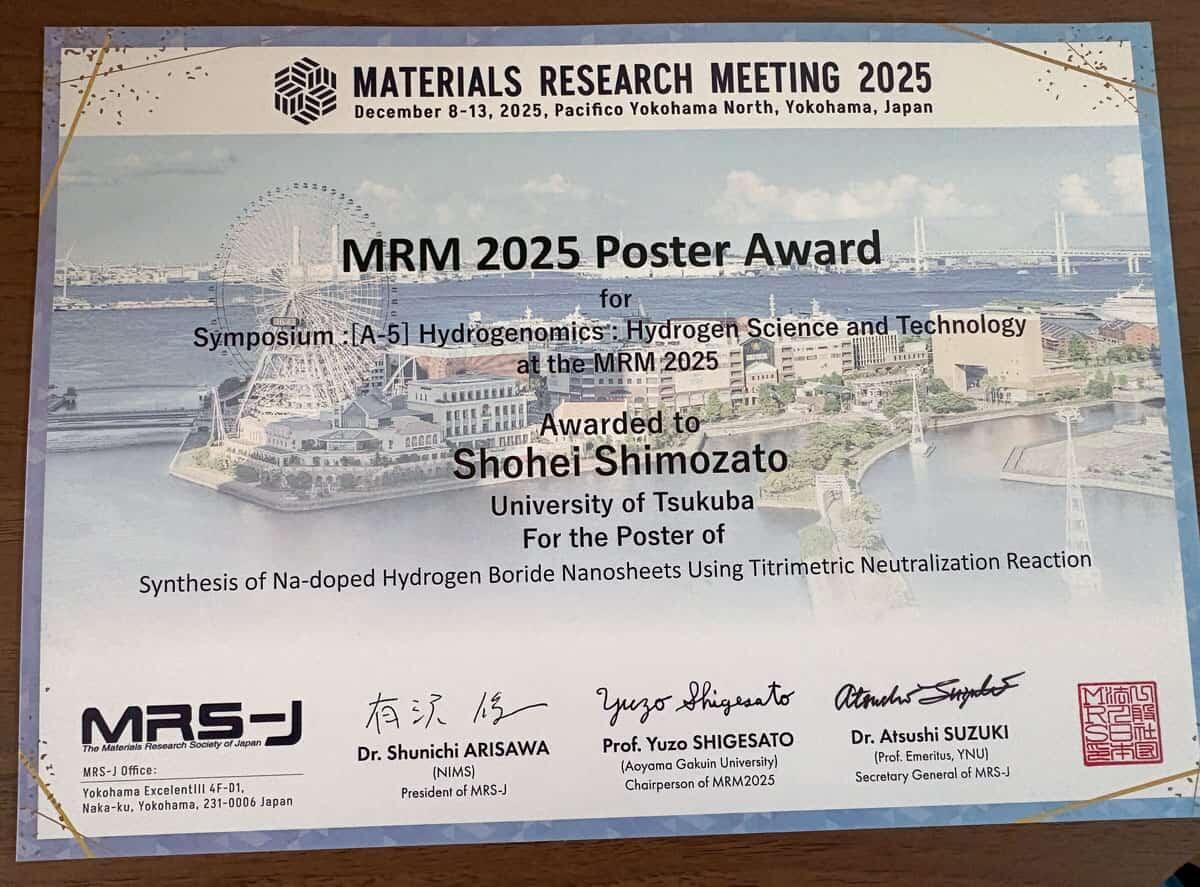 MATERIALS RESEARCH MEETING 2025
December 8-13, 2025, Pacifico Yokohama North, Yokohama, Japan
MRM 2025 Poster Award
for
Symposium :[A-5] Hydrogenomics : Hydrogen Science and Technology
at the MRM 2025
Awarded to
Shohei Shimozato
University of Tsukuba
For the Poster of
Synthesis of Na-doped Hydrogen Boride Nanosheets Using Titrimetric Neutralization Reaction
MRS-J
The Materials Research Society of Japan
MRS-J Office:
Yokohama ExcelentIII 4F-01,
Naka-ku, Yokohama, 231-0006 Japan
有沢 修
Dr. Shunichi ARISAWA
(NIMS)
President of MRS-J
Yuzo Shigesato
Prof. Yuzo SHIGESATO
(Aoyama Gakuin University)
Chairperson of MRM2025
Atsushi Suzuki
Dr. Atsushi SUZUKI
(Prof. Emeritus, YNU)
Secretary General of MRS-J